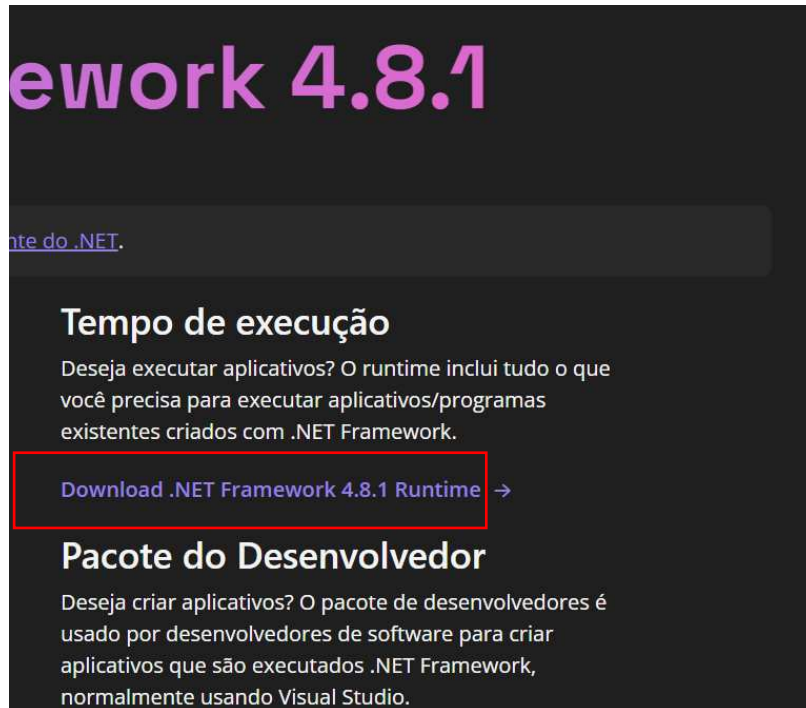 ework 4.8.1
nte do .NET.
Tempo de execução
Deseja executar aplicativos? O runtime inclui tudo o que
você precisa para executar aplicativos/programas
existentes criados com .NET Framework.
Download .NET Framework 4.8.1 Runtime →
Pacote do Desenvolvedor
Deseja criar aplicativos? O pacote de desenvolvedores é
usado por desenvolvedores de software para criar
aplicativos que são executados .NET Framework,
normalmente usando Visual Studio.